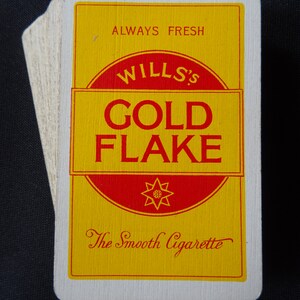 ALWAYS FRESH
WILLS'S
GOLD
FLAKE
The Smooth Cigarette